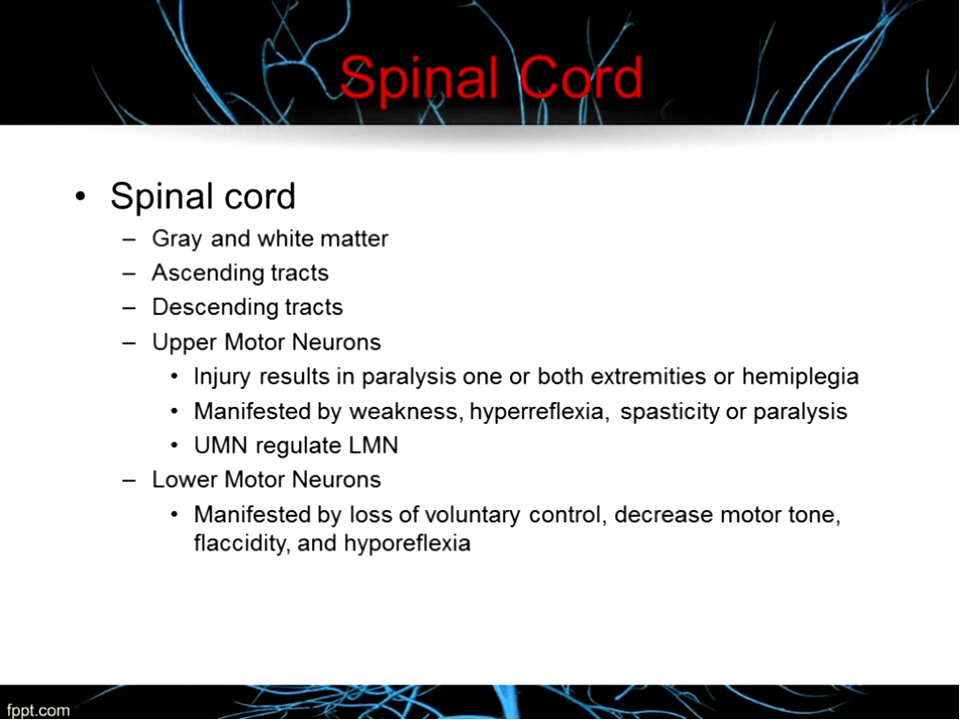 Spinal Cord
• Spinal cord
– Gray and white matter
– Ascending tracts
– Descending tracts
– Upper Motor Neurons
• Injury results in paralysis one or both extremities or hemiplegia
• Manifested by weakness, hyperreflexia, spasticity or paralysis
• UMN regulate LMN
– Lower Motor Neurons
• Manifested by loss of voluntary control, decrease motor tone,
flaccidity, and hyporeflexia
fppt.com